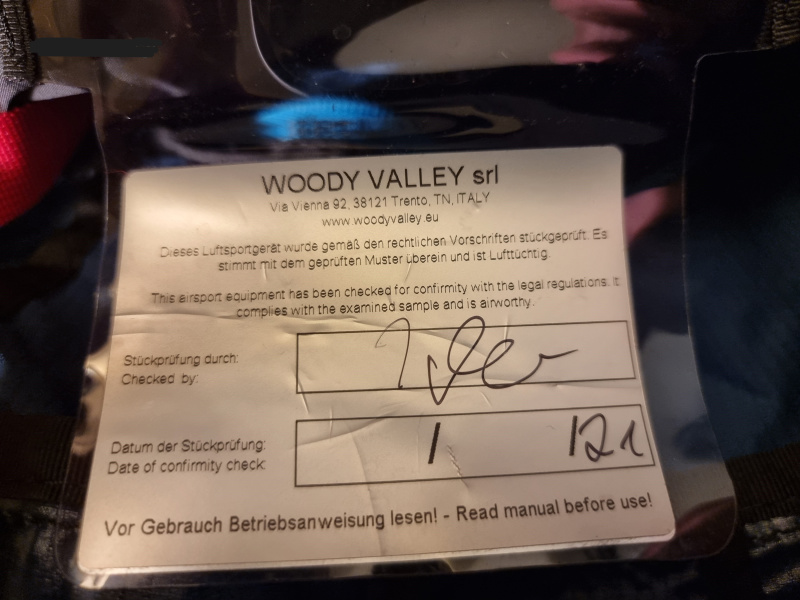 WOODY VALLEY srl
Via Vienna 92, 38121 Trento, TN, ITALY
www.woodyvalley.eu
Dieses Luftsportgerät wurde gemäß den rechtlichen Vorschriften stückgeprüft. Es
stimmt mit dem geprüften Muster überein und ist Lufttüchtig.
This airsport equipment has been checked for confirmity with the legal regulations. It
complies with the examined sample and is airworthy.
Stückprüfung durch:
Checked by:
Datum der Stückprüfung:
Date of confirmity check:
/ /21
Vor Gebrauch Betriebsanweisung lesen! - Read manual before use!